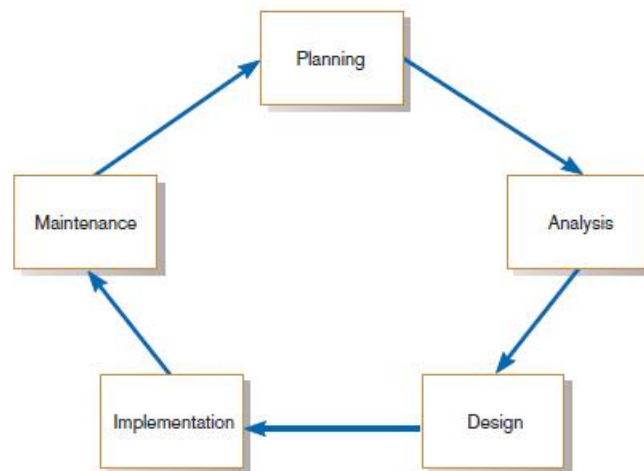 Planning
Analysis
Design
Implementation
Maintenance